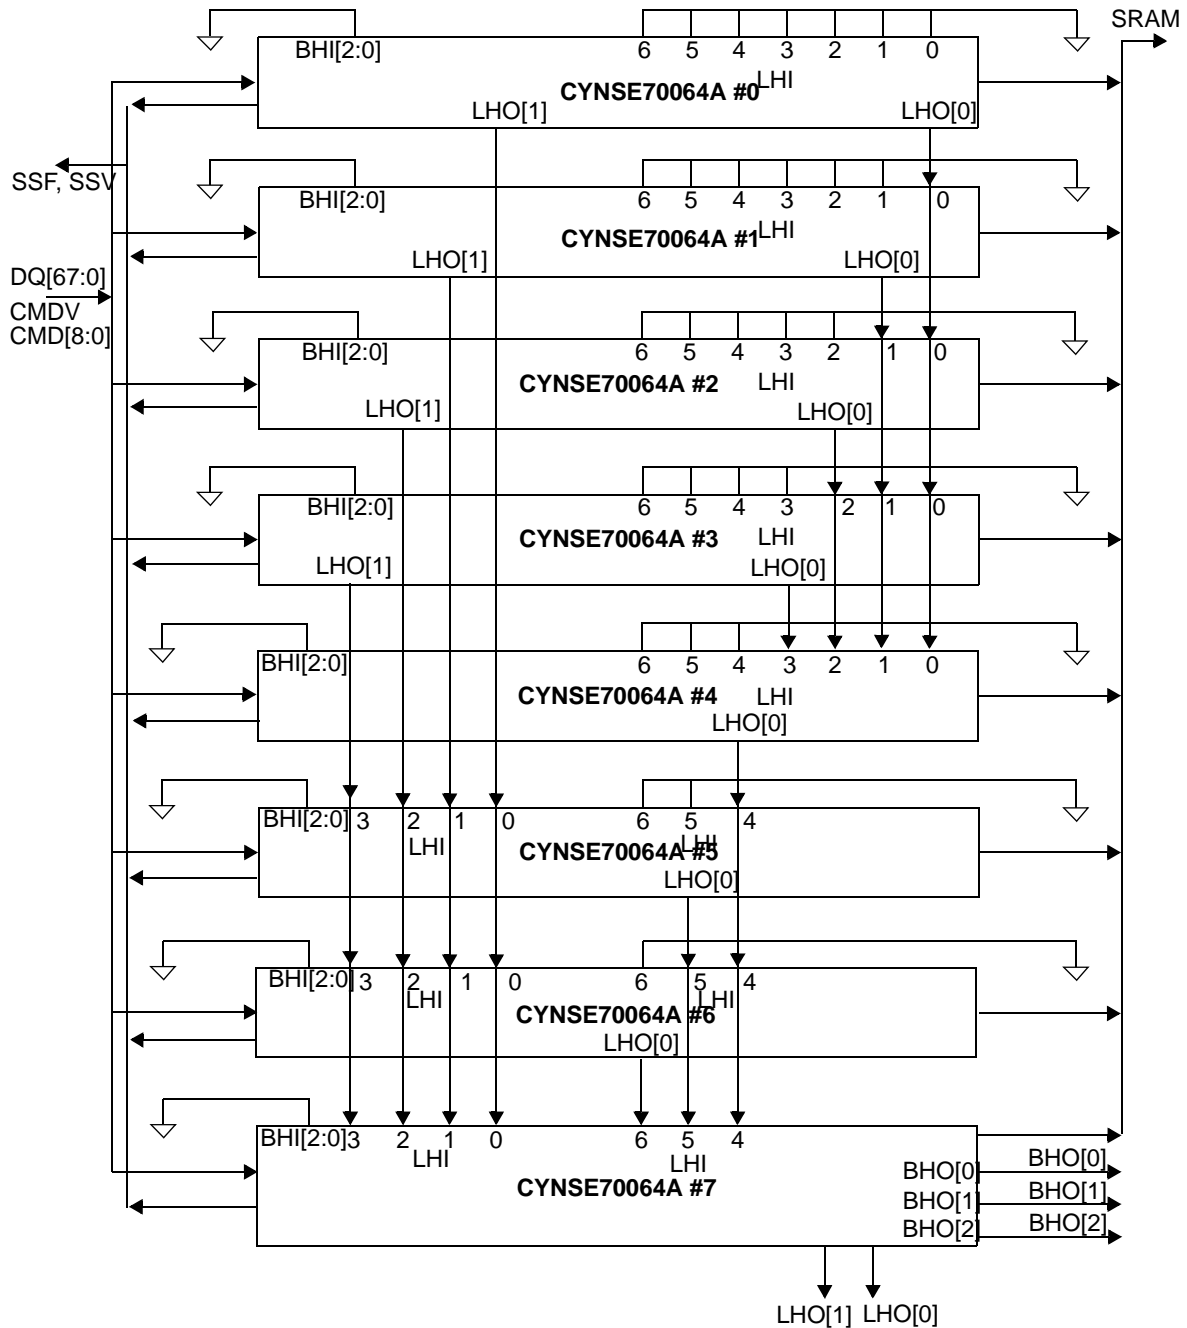 SRAM
BHI[2:0] 6 5 4 3 2 1 0
LHI
CYNSE70064A #0
LHO[1] LHO[0]
SSF, SSV
BHI[2:0] 6 5 4 3 2 1 0
LHI
CYNSE70064A #1
LHO[1] LHO[0]
DQ[67:0]
CMDV
CMD[8:0]
BHI[2:0] 6 5 4 3 2 1 0
CYNSE70064A #2 LHI
LHO[1] LHO[0]
BHI[2:0] 6 5 4 3 2 1 0
CYNSE70064A #3 LHI
LHO[1] LHO[0]
BHI[2:0] 6 5 4 3 2 1 0
CYNSE70064A #4 LHI
LHO[0]
BHI[2:0] 3 2 1 0 6 5 4
LHI LHI
CYNSE70064A #5
LHO[0]
BHI[2:0] 3 2 1 0 6 5 4
LHI LHI
CYNSE70064A #6
LHO[0]
BHI[2:0] 3 2 1 0 6 5 4
LHI LHI
CYNSE70064A #7
BHO[0] BHO[0]
BHO[1] BHO[1]
BHO[2] BHO[2]
LHO[1] LHO[0]